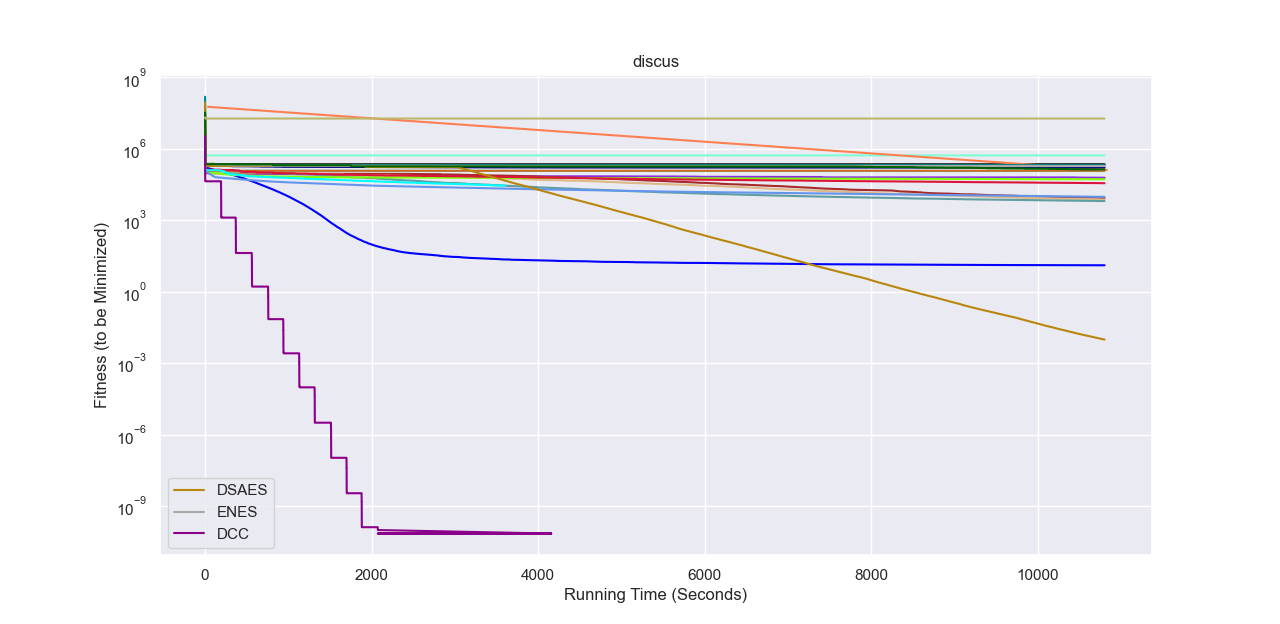 discus
Fitness (to be Minimized)
10^9
10^6
10^3
10^0
10^−3
10^−6
10^−9
DSAES
ENES
DCC
0 2000 4000 6000 8000 10000
Running Time (Seconds)